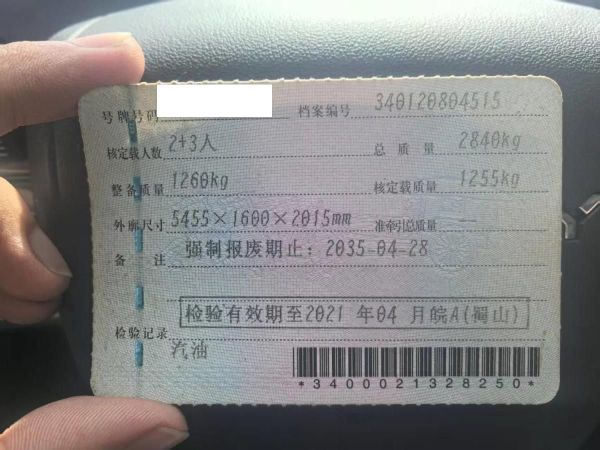 号牌号码 档案编号 340120804515
核定载人数 2+3人 总质量 2840kg
整备质量 1260kg 核定载质量 1255kg
外廓尺寸 5455×1600×2015mm 准牵引总质量 --
备注 强制报废期止：2035-04-28
检验有效期至2021 年04 月皖A(蜀山)
检验记录
汽油
*3400021328250*